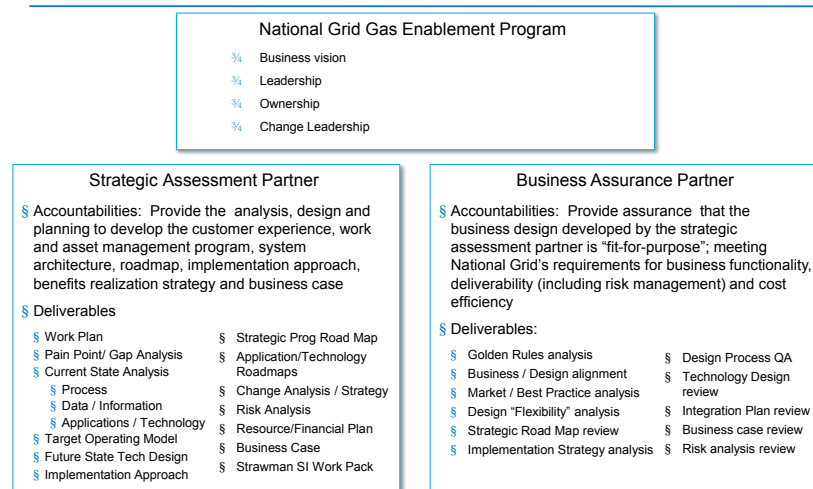 National Grid Gas Enablement Program
¾ Business vision
¾ Leadership
¾ Ownership
¾ Change Leadership
Strategic Assessment Partner
§ Accountabilities: Provide the analysis, design and
planning to develop the customer experience, work
and asset management program, system
architecture, roadmap, implementation approach,
benefits realization strategy and business case
§ Deliverables
§ Work Plan
§ Pain Point/ Gap Analysis
§ Current State Analysis
§ Process
§ Data / Information
§ Applications / Technology
§ Target Operating Model
§ Future State Tech Design
§ Implementation Approach
§ Strategic Prog Road Map
§ Application/Technology
Roadmaps
§ Change Analysis / Strategy
§ Risk Analysis
§ Resource/Financial Plan
§ Business Case
§ Strawman SI Work Pack
Business Assurance Partner
§ Accountabilities: Provide assurance that the
business design developed by the strategic
assessment partner is “fit-for-purpose”; meeting
National Grid’s requirements for business functionality,
deliverability (including risk management) and cost
efficiency
§ Deliverables:
§ Golden Rules analysis
§ Business / Design alignment
§ Market / Best Practice analysis
§ Design “Flexibility” analysis
§ Strategic Road Map review
§ Implementation Strategy analysis
§ Design Process QA
§ Technology Design
review
§ Integration Plan review
§ Business case review
§ Risk analysis review